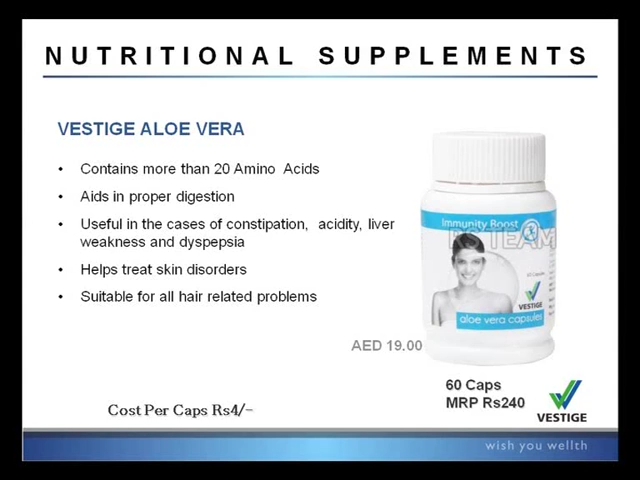 NUTRITIONAL SUPPLEMENTS
VESTIGE ALOE VERA
• Contains more than 20 Amino Acids
• Aids in proper digestion
• Useful in the cases of constipation, acidity, liver
weakness and dyspepsia
• Helps treat skin disorders
• Suitable for all hair related problems
Immunity Boost
TEAM
60 Capsules
VESTIGE
aloe vera capsules
AED 19.00
60 Caps
MRP Rs240
Cost Per Caps Rs4/-
VESTIGE
wish you wellth